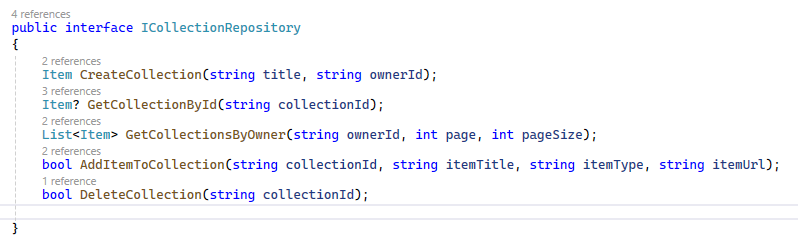 4 references
public interface ICollectionRepository
{
2 references
Item CreateCollection(string title, string ownerId);
3 references
Item? GetCollectionById(string collectionId);
2 references
List<Item> GetCollectionsByOwner(string ownerId, int page, int pageSize);
2 references
bool AddItemToCollection(string collectionId, string itemTitle, string itemType, string itemUrl);
1 reference
bool DeleteCollection(string collectionId);
}